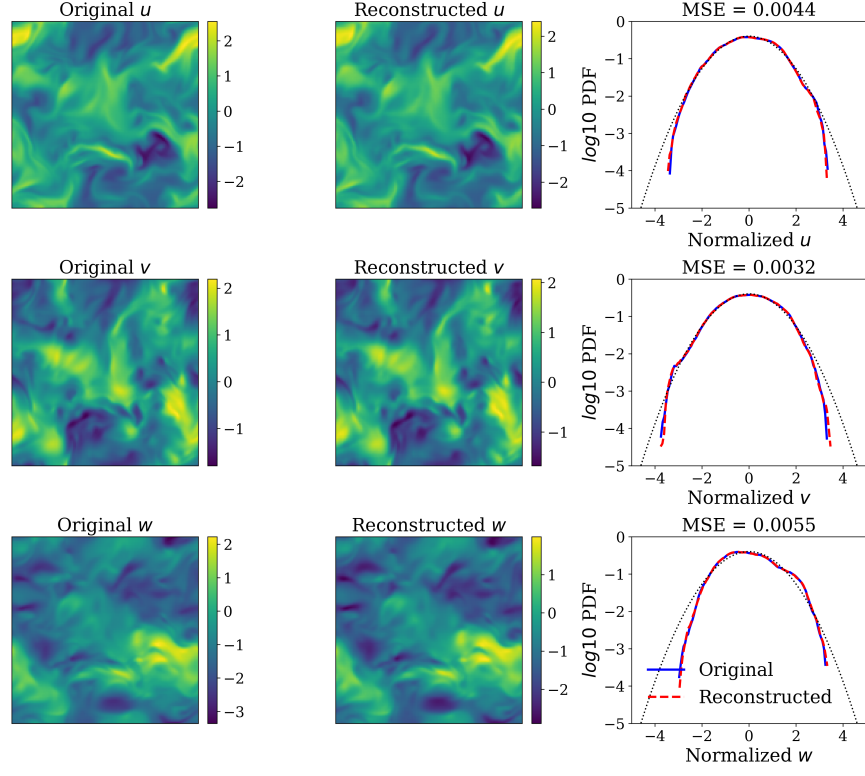 Original u
2
1
0
−1
−2
Reconstructed u
2
1
0
−1
−2
MSE = 0.0044
log10 PDF
0
−1
−2
−3
−4
−5
−4 −2 0 2 4
Normalized u
Original v
2
1
0
−1
Reconstructed v
2
1
0
−1
MSE = 0.0032
log10 PDF
0
−1
−2
−3
−4
−5
−4 −2 0 2 4
Normalized v
Original w
2
1
0
−1
−2
−3
Reconstructed w
1
0
−1
−2
MSE = 0.0055
log10 PDF
0
−1
−2
−3
−4
−5
Original
Reconstructed
−4 −2 0 2 4
Normalized w